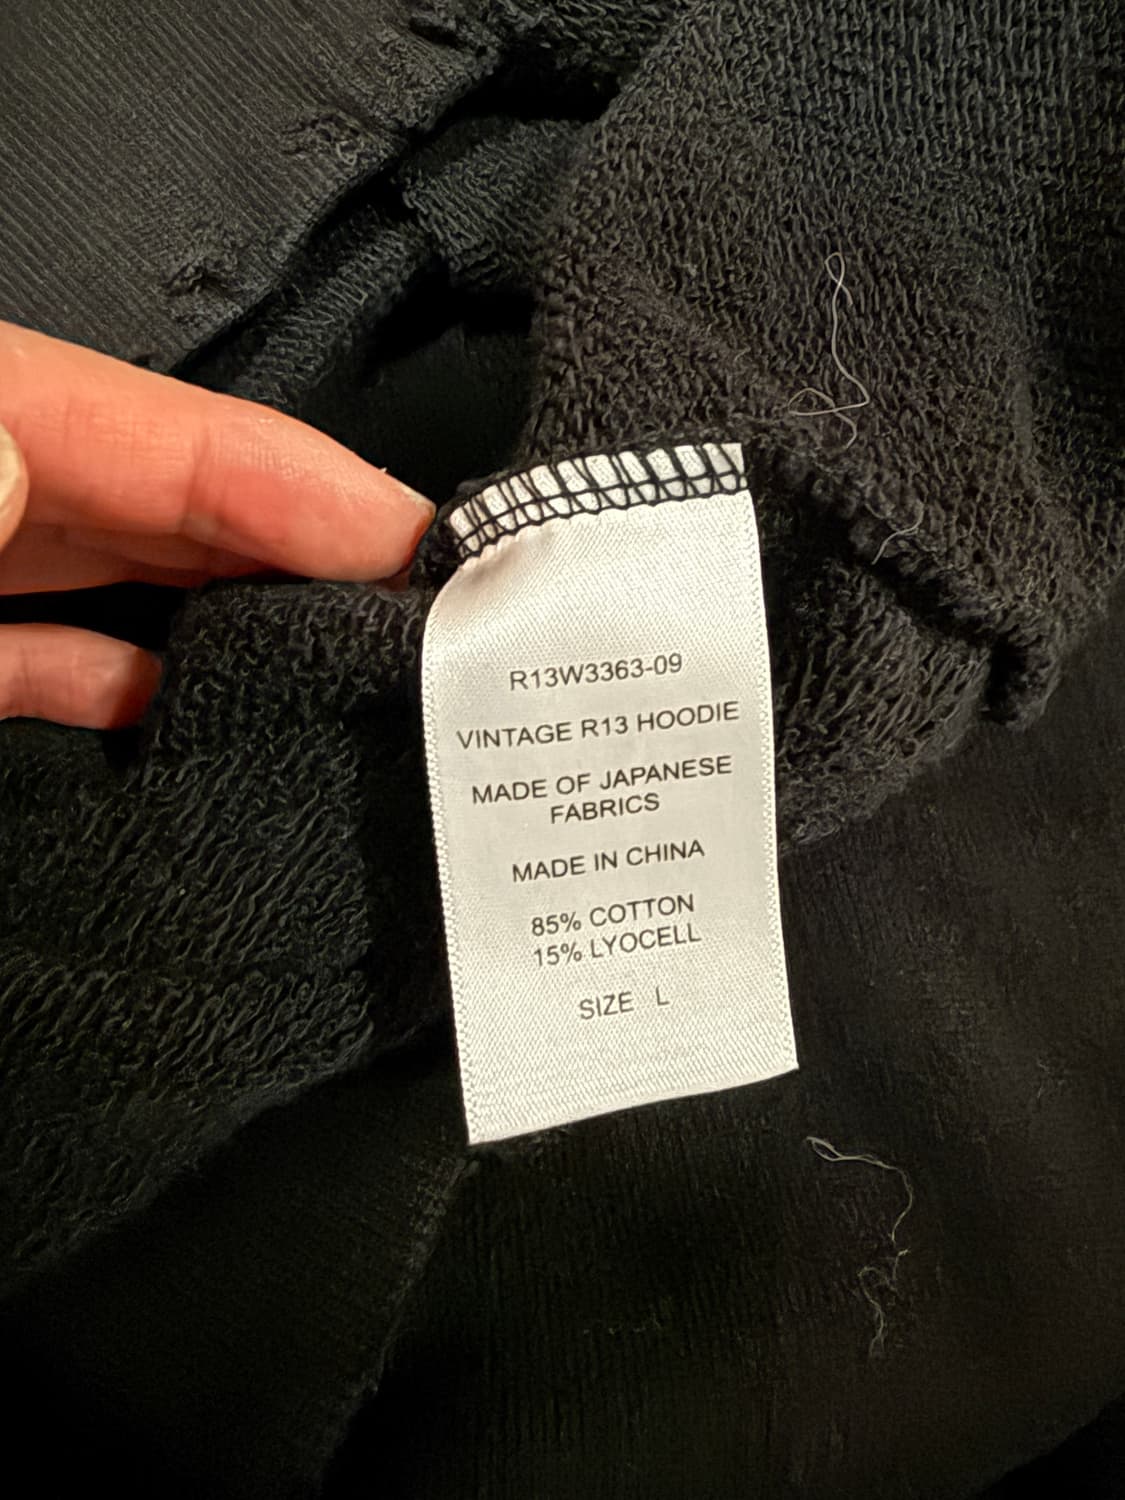 R13W3363-09
VINTAGE R13 HOODIE
MADE OF JAPANESE
FABRICS
MADE IN CHINA
85% COTTON
15% LYOCELL
SIZE L